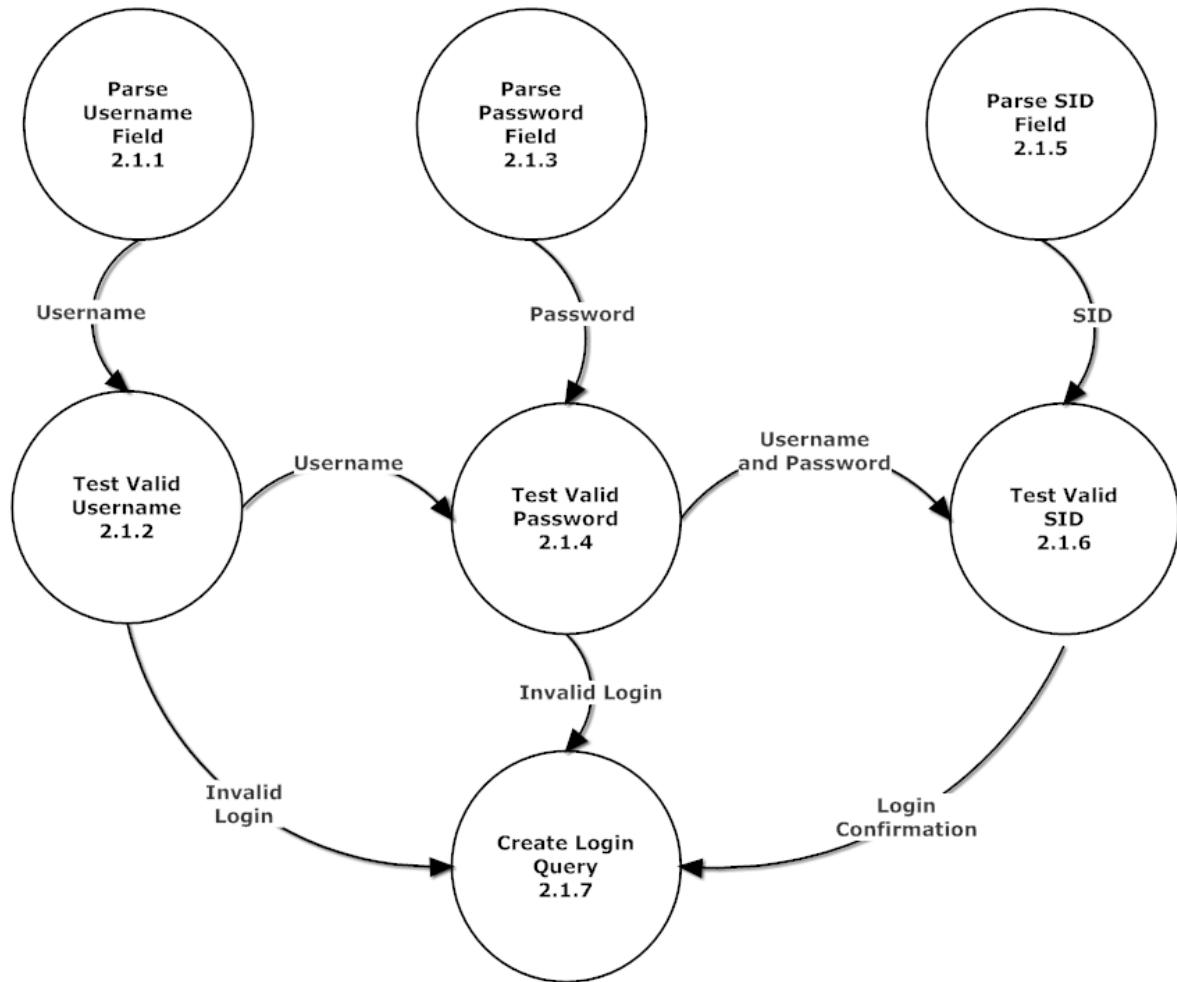 Parse
Username
Field
2.1.1
Parse
Password
Field
2.1.3
Parse SID
Field
2.1.5
Username
Password
SID
Test Valid
Username
2.1.2
Username
Test Valid
Password
2.1.4
Username
and Password
Test Valid
SID
2.1.6
Invalid Login
Invalid
Login
Login
Confirmation
Create Login
Query
2.1.7